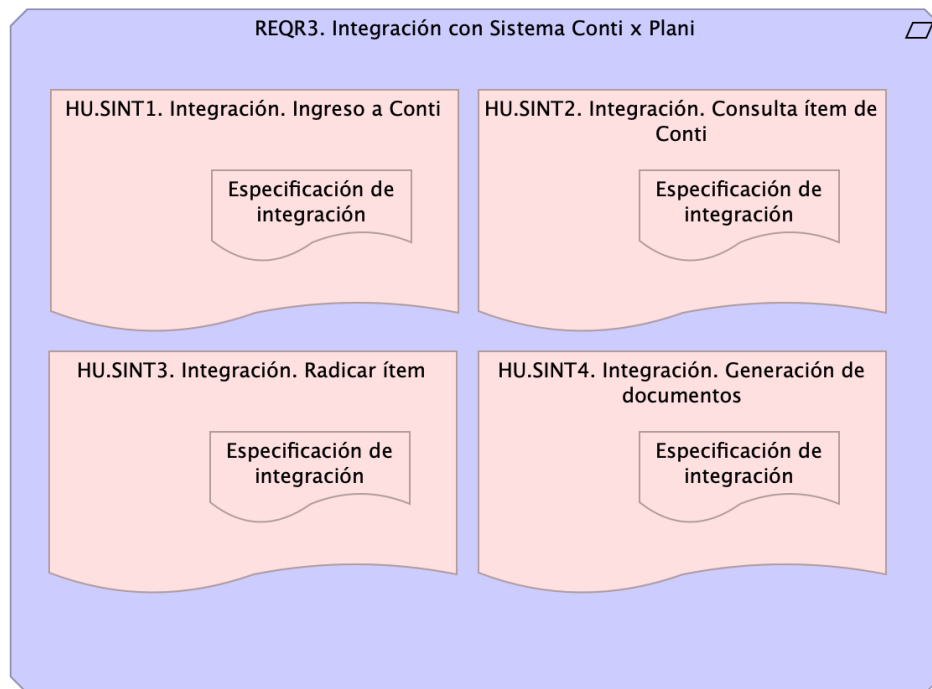 REQR3. Integración con Sistema Conti x Plani
HU.SINT1. Integración. Ingreso a Conti
Especificación de
integración
HU.SINT2. Integración. Consulta ítem de
Conti
Especificación de
integración
HU.SINT3. Integración. Radicar ítem
Especificación de
integración
HU.SINT4. Integración. Generación de
documentos
Especificación de
integración